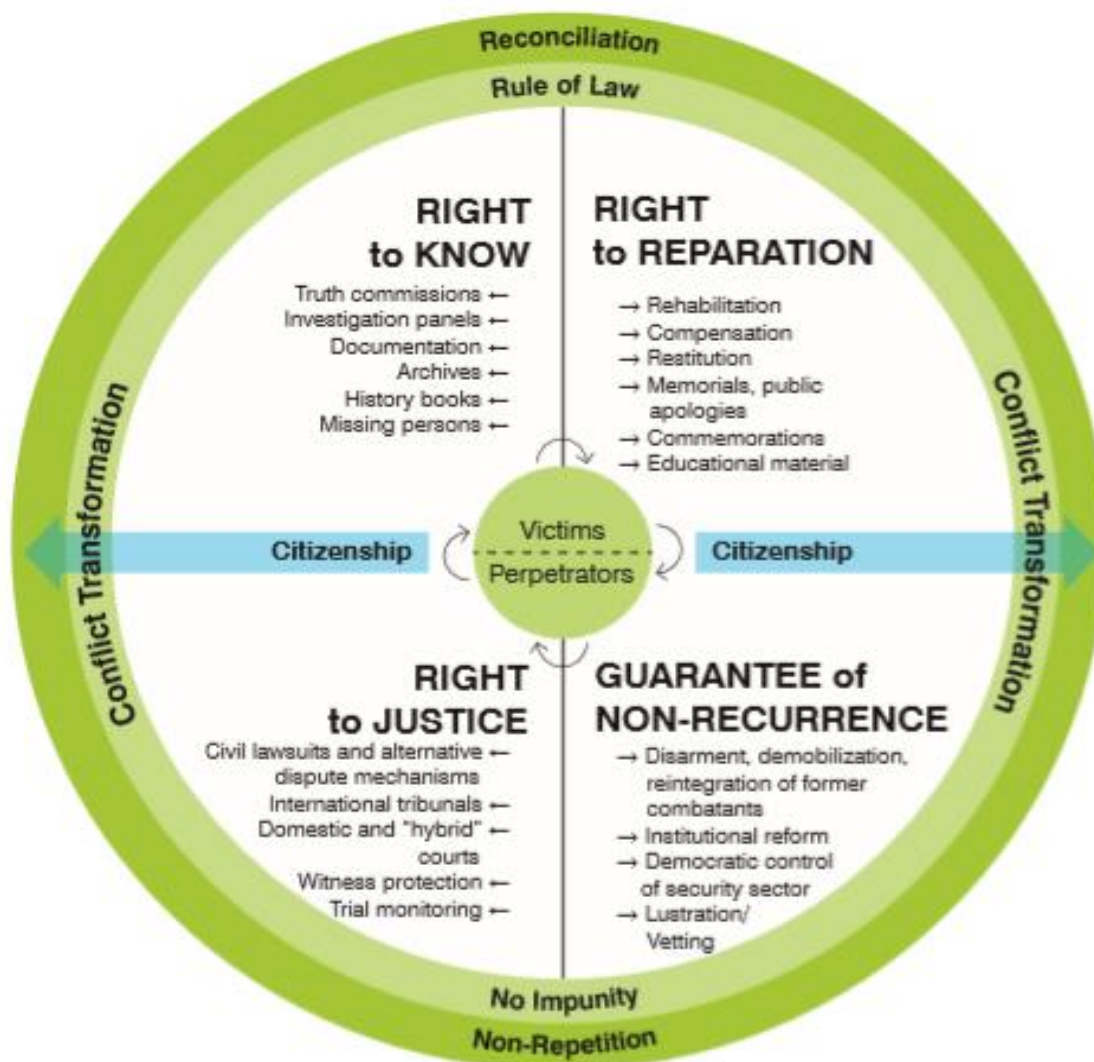 Reconciliation
Rule of Law
RIGHT
to KNOW
Truth commissions ←
Investigation panels ←
Documentation ←
Archives ←
History books ←
Missing persons ←
RIGHT
to REPARATION
→ Rehabilitation
→ Compensation
→ Restitution
→ Memorials, public
apologies
→ Commemorations
→ Educational material
Conflict Transformation
Citizenship
Victims
Perpetrators
Citizenship
Conflict Transformation
RIGHT
to JUSTICE
Civil lawsuits and alternative ←
dispute mechanisms
International tribunals ←
Domestic and "hybrid" ←
courts
Witness protection ←
Trial monitoring ←
GUARANTEE of
NON-RECURRENCE
→ Disarment, demobilization,
reintegration of former
combatants
→ Institutional reform
→ Democratic control
of security sector
→ Lustration/
Vetting
No Impunity
Non-Repetition